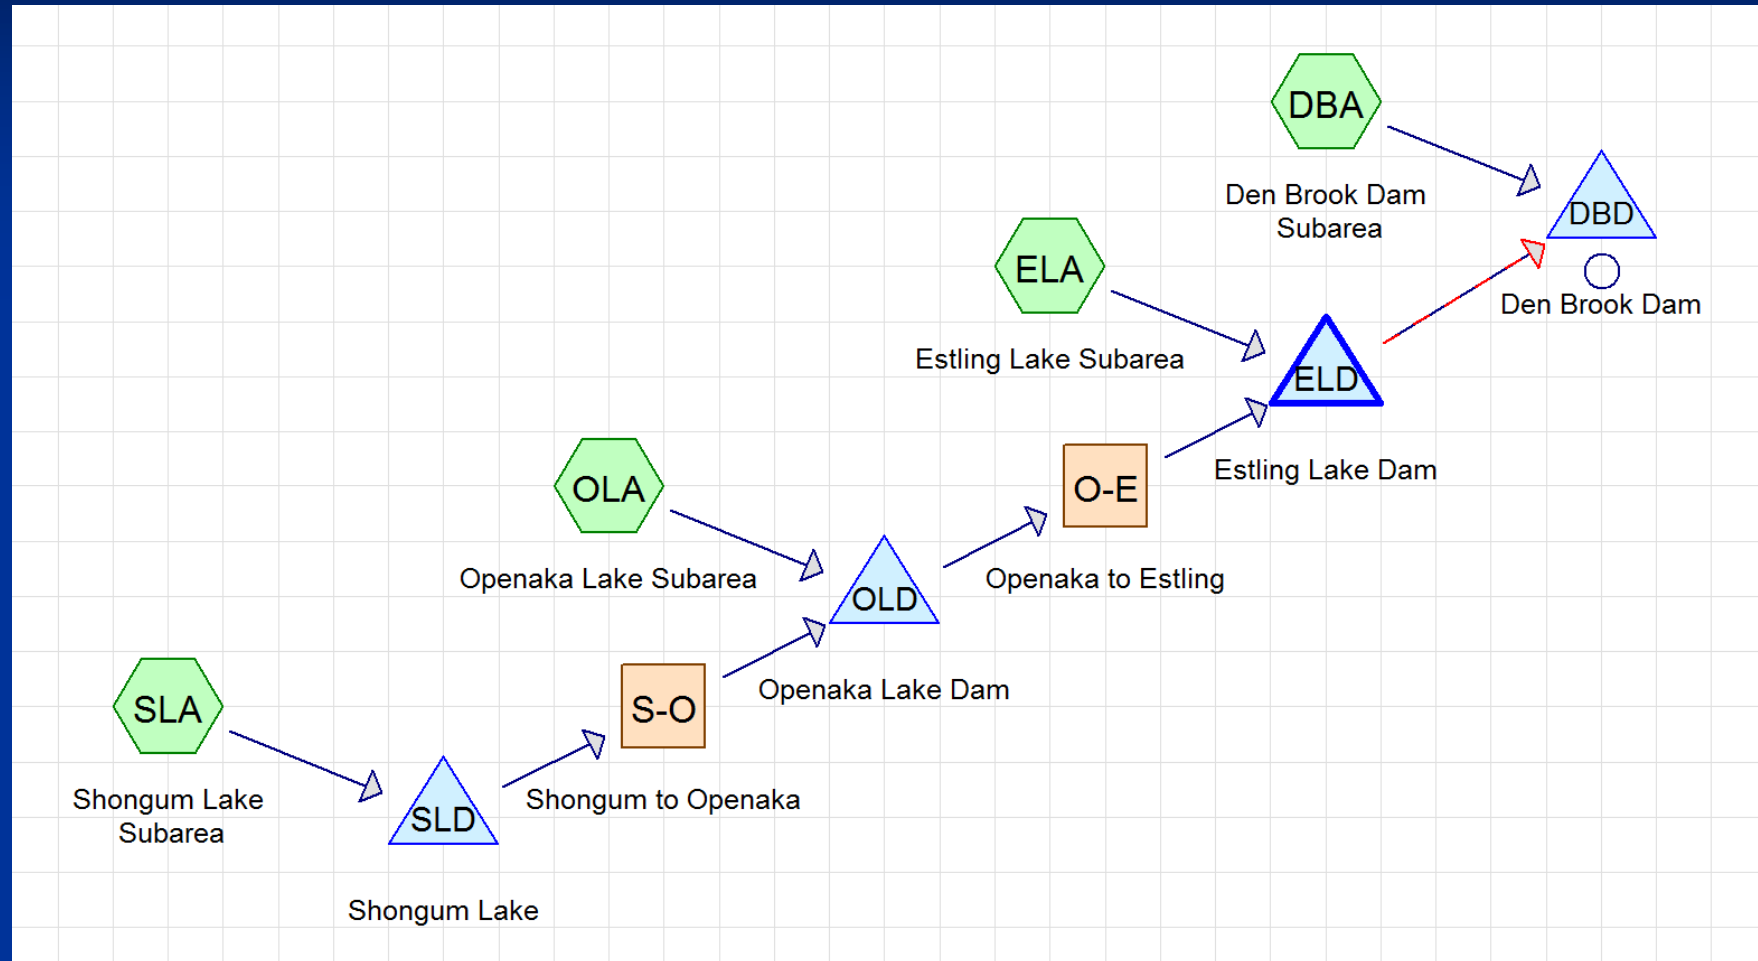 DBA
Den Brook Dam
Subarea
DBD
Den Brook Dam
ELA
Estling Lake Subarea
ELD
Estling Lake Dam
OLA
Openaka Lake Subarea
O-E
Openaka to Estling
OLD
Openaka Lake Dam
SLA
Shongum Lake
Subarea
S-O
Shongum to Openaka
SLD
Shongum Lake